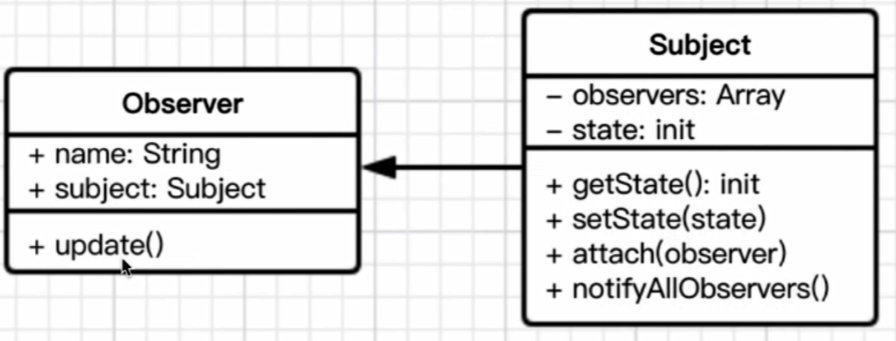 Observer
+ name: String
+ subject: Subject
+ update()
Subject
– observers: Array
– state: init
+ getState(): init
+ setState(state)
+ attach(observer)
+ notifyAllObservers()